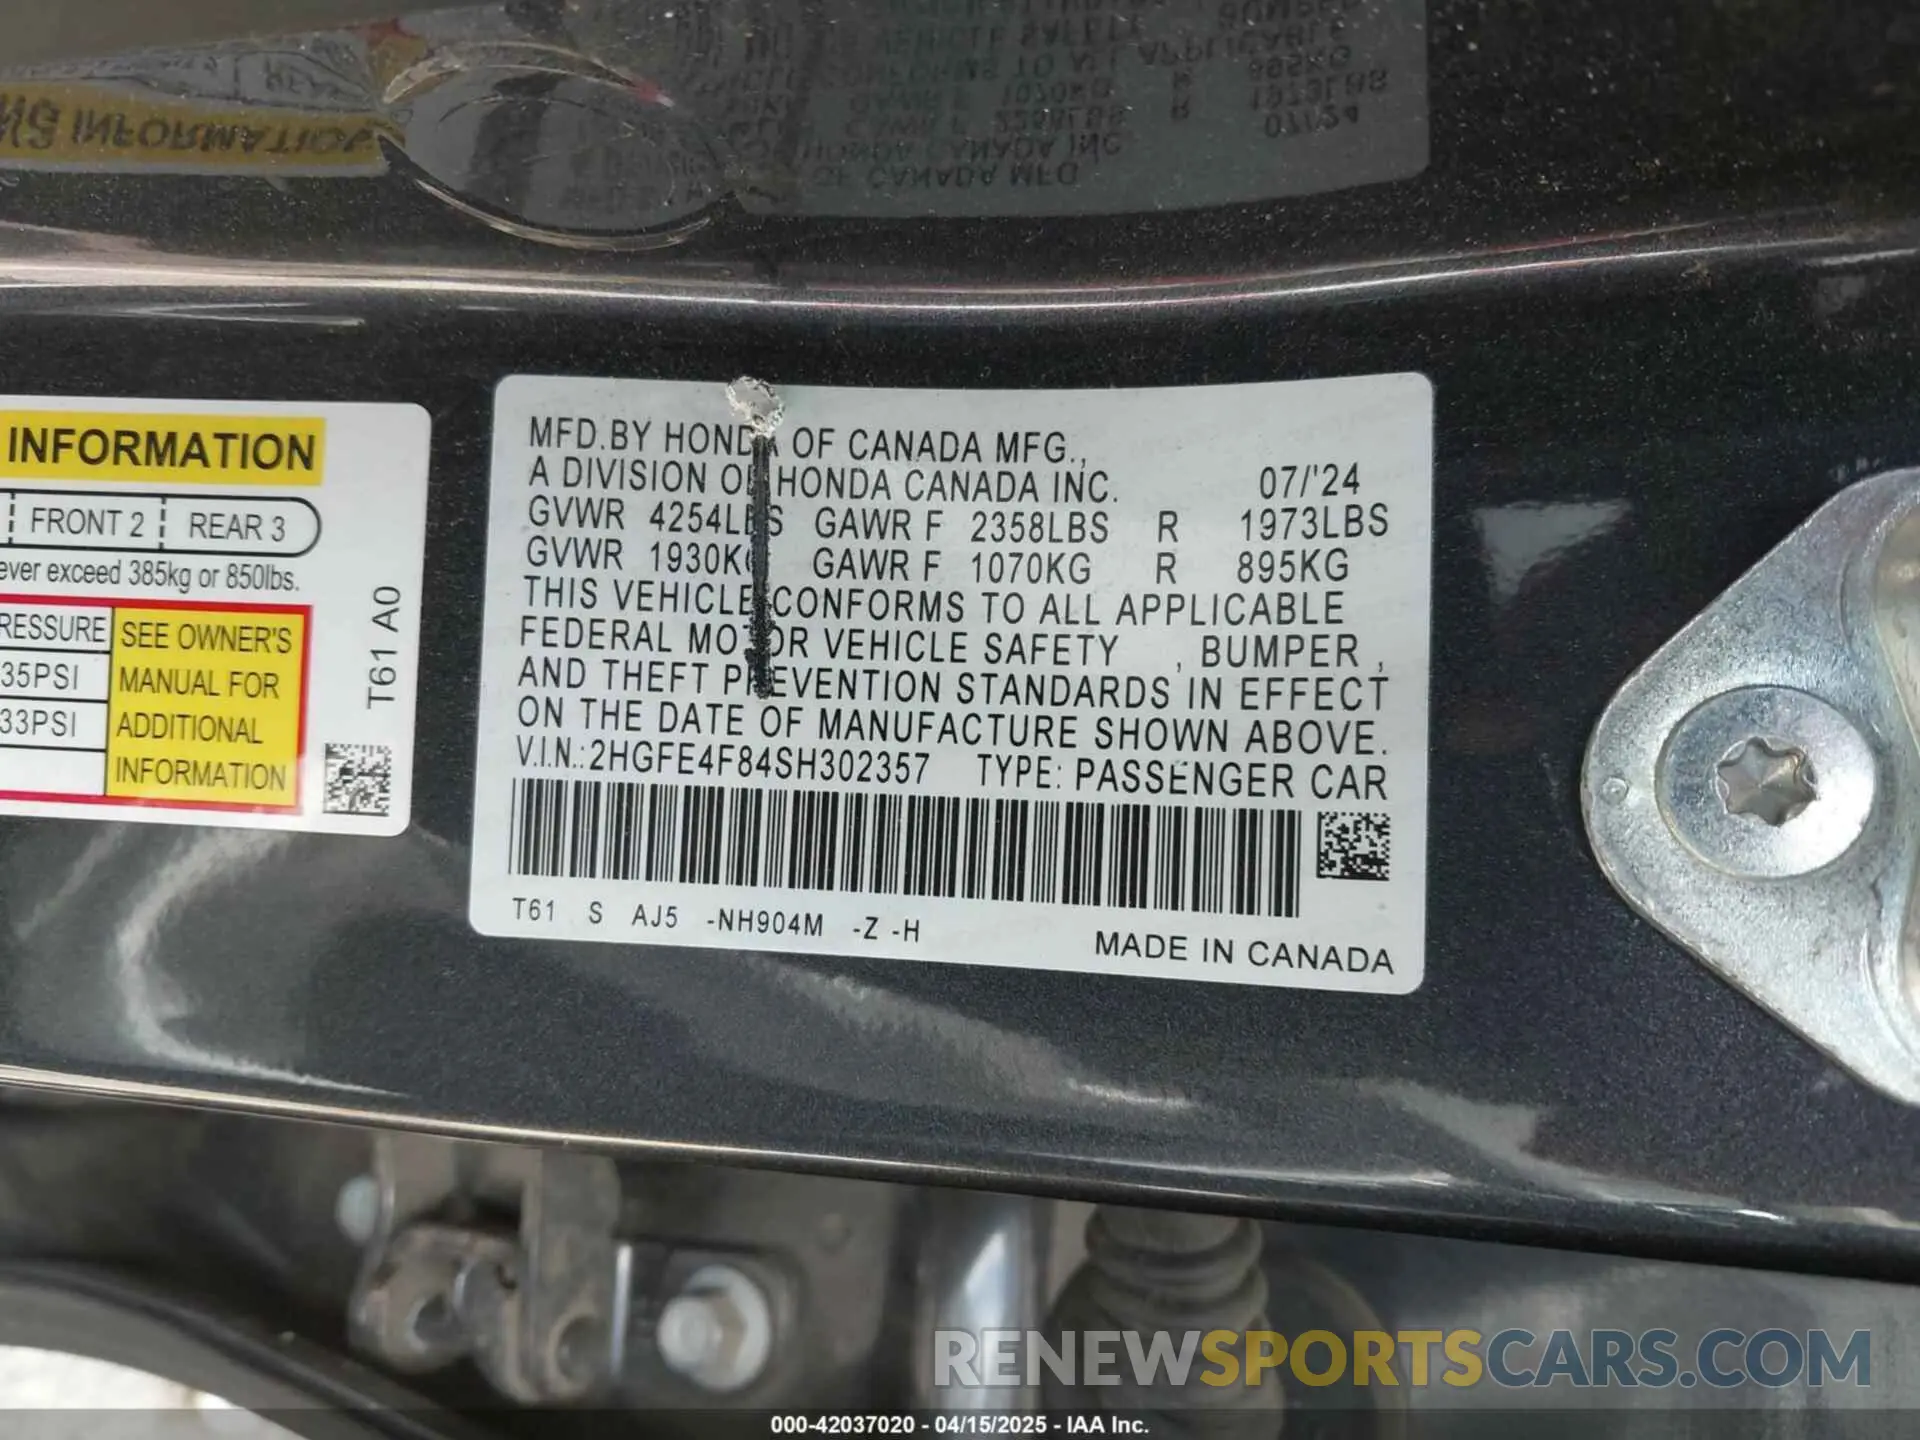 INFORMATION
FRONT 2 REAR 3
ever exceed 385kg or 850lbs.
RESSURE
35PSI
33PSI
SEE OWNER'S
MANUAL FOR
ADDITIONAL
INFORMATION
T61 A0
MFD.BY HONDA OF CANADA MFG.,
A DIVISION OF HONDA CANADA INC. 07/'24
GVWR 4254LBS GAWR F 2358LBS R 1973LBS
GVWR 1930KG GAWR F 1070KG R 895KG
THIS VEHICLE CONFORMS TO ALL APPLICABLE
FEDERAL MOTOR VEHICLE SAFETY , BUMPER ,
AND THEFT PREVENTION STANDARDS IN EFFECT
ON THE DATE OF MANUFACTURE SHOWN ABOVE.
V.I.N.:2HGFE4F84SH302357 TYPE: PASSENGER CAR
T61 S AJ5 -NH904M -Z -H
MADE IN CANADA
RENEWSPORTSCARS.COM
000-42037020 - 04/15/2025 - IAA Inc.